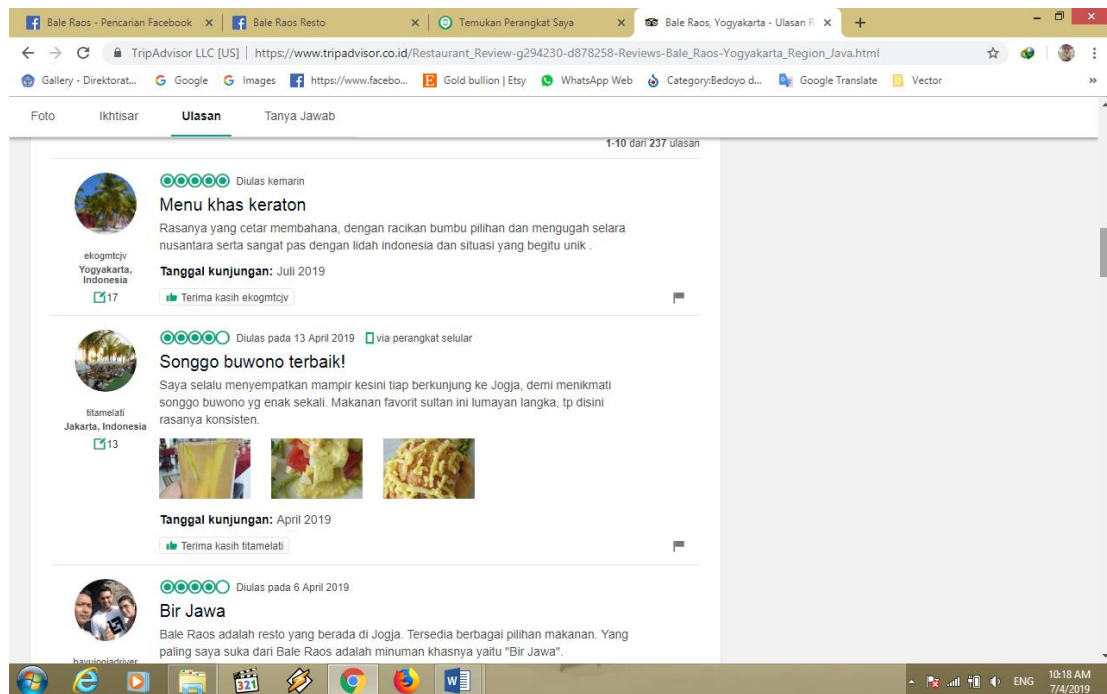 Bale Raos - Pencarian Facebook
Bale Raos Resto
Temukan Perangkat Saya
Bale Raos, Yogyakarta - Ulasan R
TripAdvisor LLC [US] | https://www.tripadvisor.co.id/Restaurant_Review-g294230-d878258-Reviews-Bale_Raos-Yogyakarta_Region_Java.html
Gallery - Direktorat... Google Images https://www.facebo... Gold bullion | Etsy WhatsApp Web Category:Bedoyo d... Google Translate Vector
Foto Ikhtisar Ulasan Tanya Jawab
1-10 dari 237 ulasan
Diulas kemarin
Menu khas keraton
Rasanya yang cetar membahana, dengan racikan bumbu pilihan dan mengugah selara
nusantara serta sangat pas dengan lidah indonesia dan situasi yang begitu unik .
ekogmtcjv
Yogyakarta,
Indonesia
17
Tanggal kunjungan: Juli 2019
Terima kasih ekogmtcjv
Diulas pada 13 April 2019 via perangkat selular
Songgo buwono terbaik!
Saya selalu menyempatkan mampir kesini tiap berkunjung ke Jogja, demi menikmati
songgo buwono yg enak sekali. Makanan favorit sultan ini lumayan langka, tp disini
rasanya konsisten.
titamelati
Jakarta, Indonesia
13
Tanggal kunjungan: April 2019
Terima kasih titamelati
Diulas pada 6 April 2019
Bir Jawa
Bale Raos adalah resto yang berada di Jogja. Tersedia berbagai pilihan makanan. Yang
paling saya suka dari Bale Raos adalah minuman khasnya yaitu "Bir Jawa".
bayujogjadriver
321
ENG
10:18 AM
7/4/2019